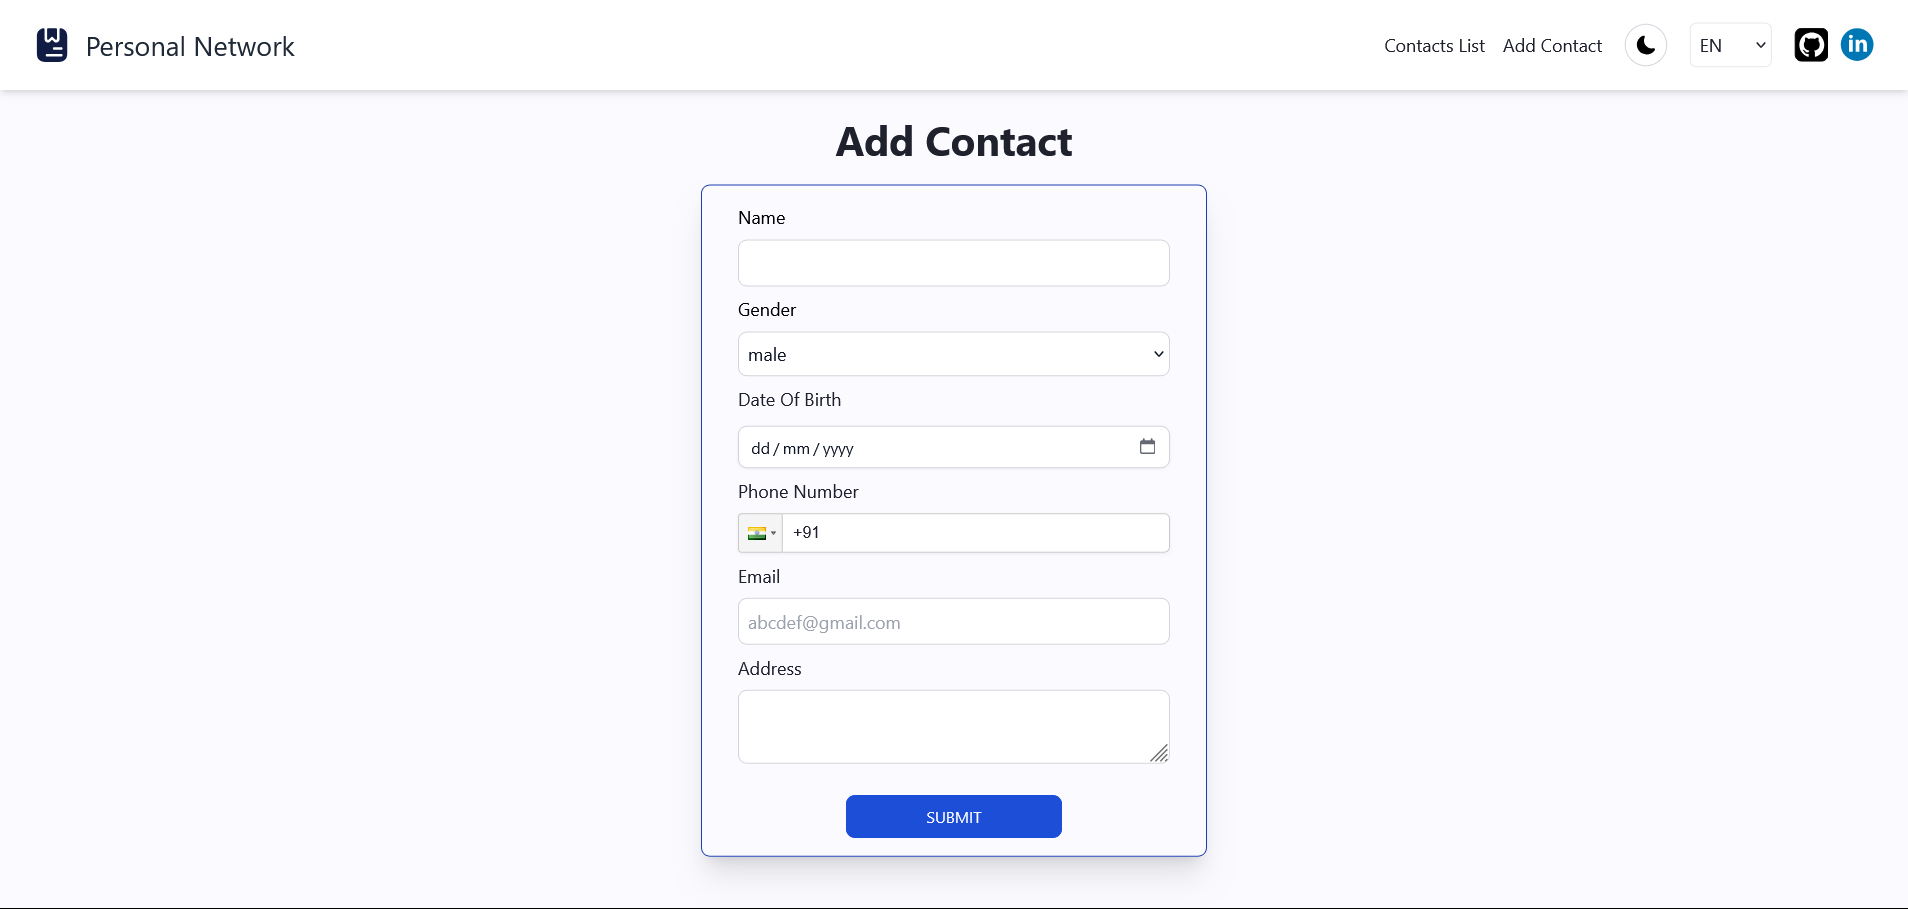 Personal Network
Contacts List Add Contact EN in
Add Contact
Name
Gender
male
Date Of Birth
dd / mm / yyyy
Phone Number
+91
Email
abcdef@gmail.com
Address
SUBMIT